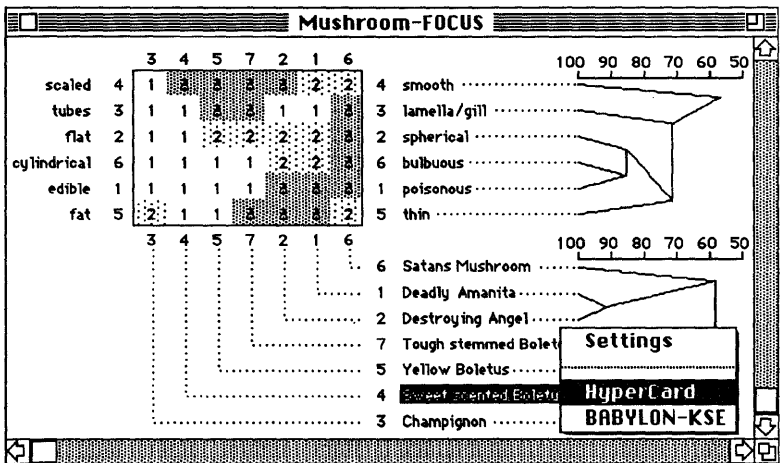 Mushroom-FOCUS
3 4 5 7 2 1 6
100 90 80 70 60 50
scaled 4 1 3 3 3 3 2 2 4 smooth
tubes 3 1 1 3 3 1 1 3 3 lamella/gill
flat 2 1 1 2 2 2 2 3 2 spherical
cylindrical 6 1 1 1 1 2 2 3 6 bulbuous
edible 1 1 1 1 1 3 3 3 1 poisonous
fat 5 2 1 1 3 3 3 2 5 thin
3 4 5 7 2 1 6
100 90 80 70 60 50
6 Satans Mushroom
1 Deadly Amanita
2 Destroying Angel
7 Tough stemmed Bolet
5 Yellow Boletus
4 Sweet scented Boletu
3 Champignon
Settings
HyperCard
BABYLON-KSE